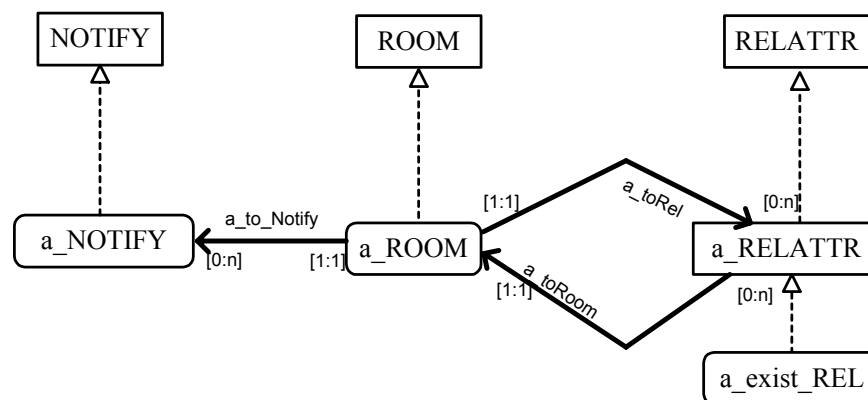 NOTIFY
ROOM
RELATTR
a_to_Notify
[1:1]
a_toRel
[0:n]
a_NOTIFY
[0:n]
[1:1]
a_ROOM
a_RELATTR
[1:1]
a_toRoom
[0:n]
a_exist_REL